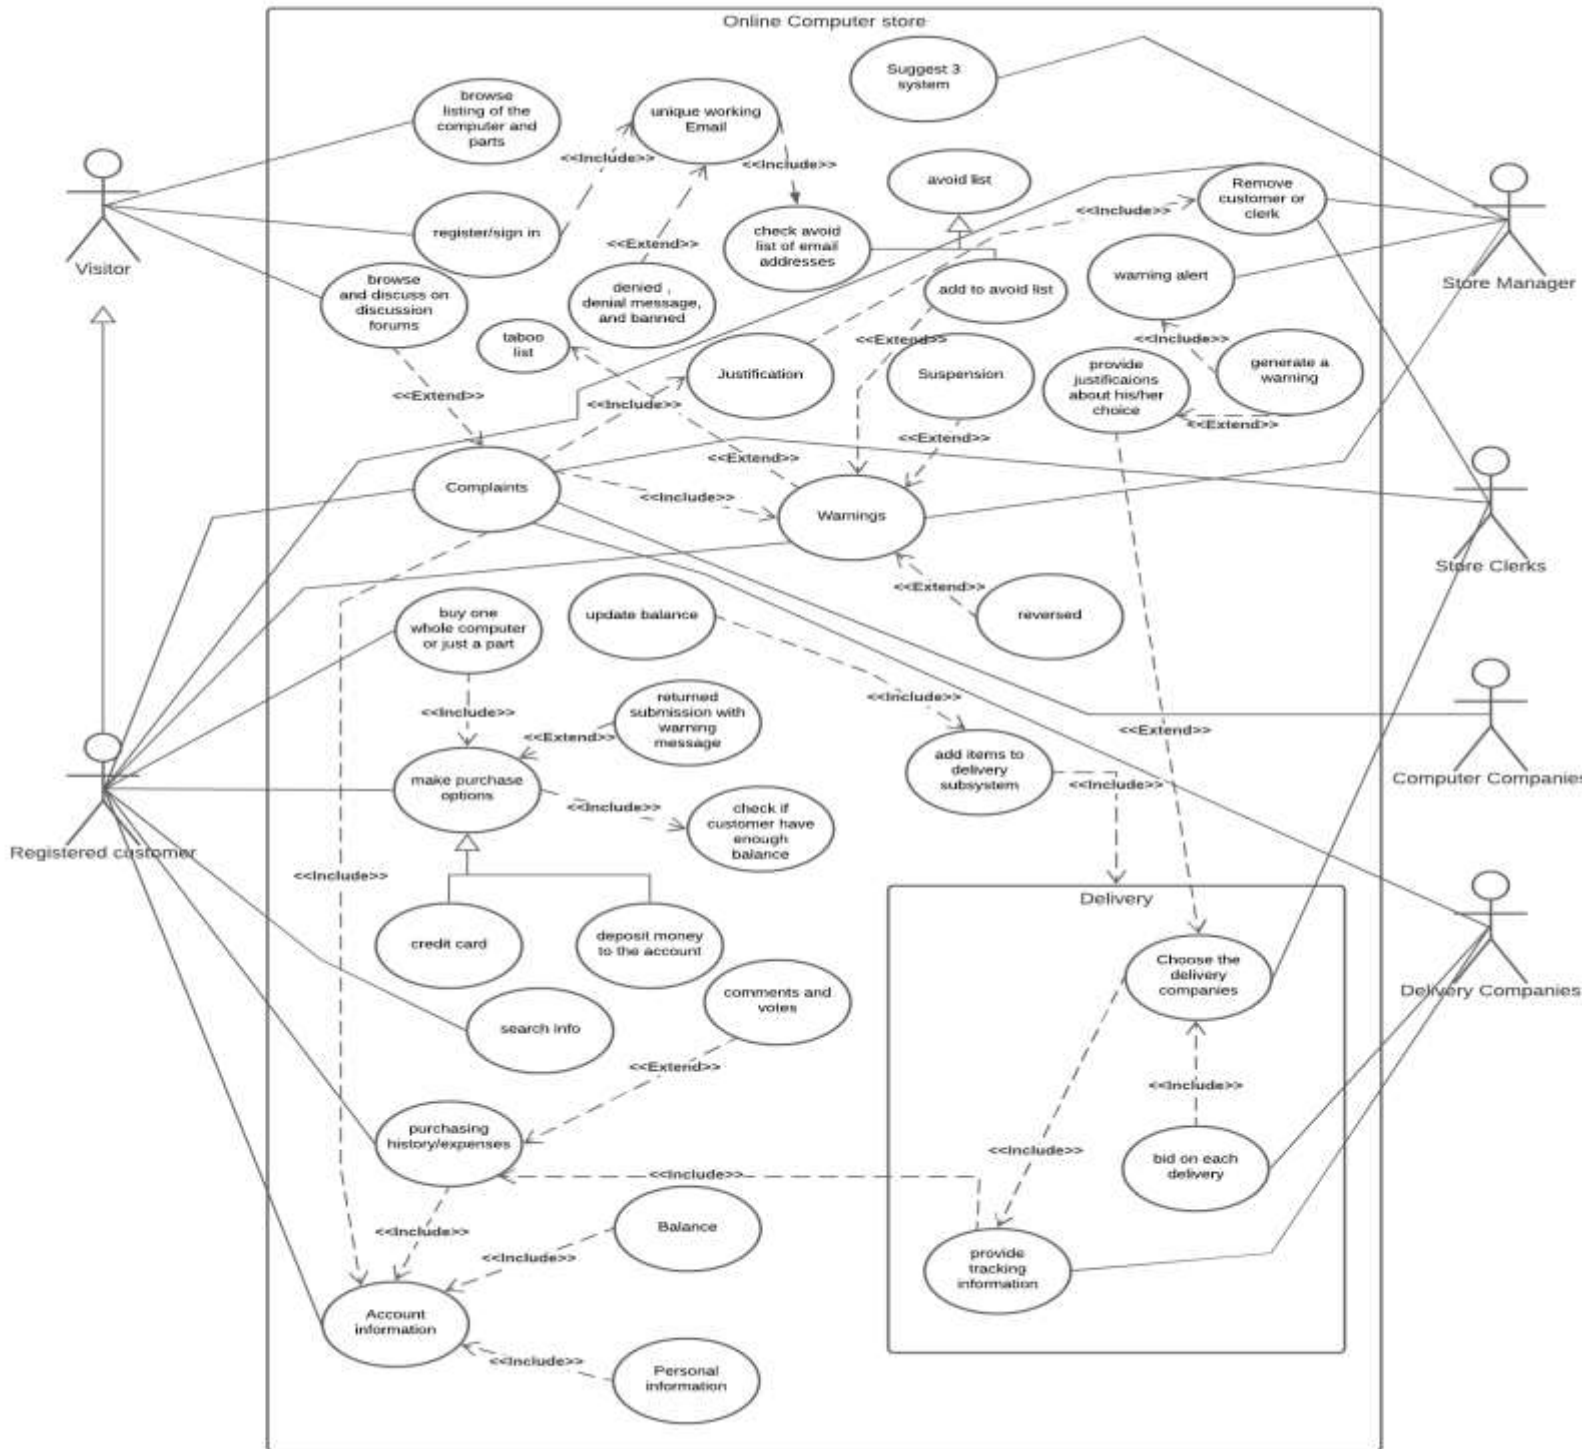 Online Computer store
Suggest 3
system
browse
listing of the
computer and
parts
unique working
Email
<<Include>>
<<Include>>
avoid list
Remove
customer or
clerk
<<Include>>
register/sign in
<<Extend>>
check avoid
list of email
addresses
Visitor
browse
and discuss on
discussion
forums
denied ,
denial message,
and banned
add to avoid list
warning alert
Store Manager
taboo
list
<<Extend>>
<<Include>>
Justification
Suspension
provide
justificaions
about his/her
choice
generate a
warning
<<Extend>>
<<Include>>
<<Extend>>
<<Extend>>
<<Extend>>
Complaints
<<Include>>
Warnings
Store Clerks
<<Extend>>
buy one
whole computer
or just a part
update balance
reversed
<<Include>>
returned
submission with
warning
message
<<Include>>
<<Extend>>
<<Extend>>
make purchase
options
add items to
delivery
subsystem
Computer Companies
<<Include>>
<<Include>>
check if
customer have
enough
balance
Registered customer
<<Include>>
Delivery
credit card
deposit money
to the account
Choose the
delivery
companies
Delivery Companies
comments and
votes
search info
<<Extend>>
<<Include>>
purchasing
history/expenses
<<Include>>
bid on each
delivery
<<Include>>
<<Include>>
Balance
<<Include>>
provide
tracking
information
Account
information
<<Include>>
Personal
information